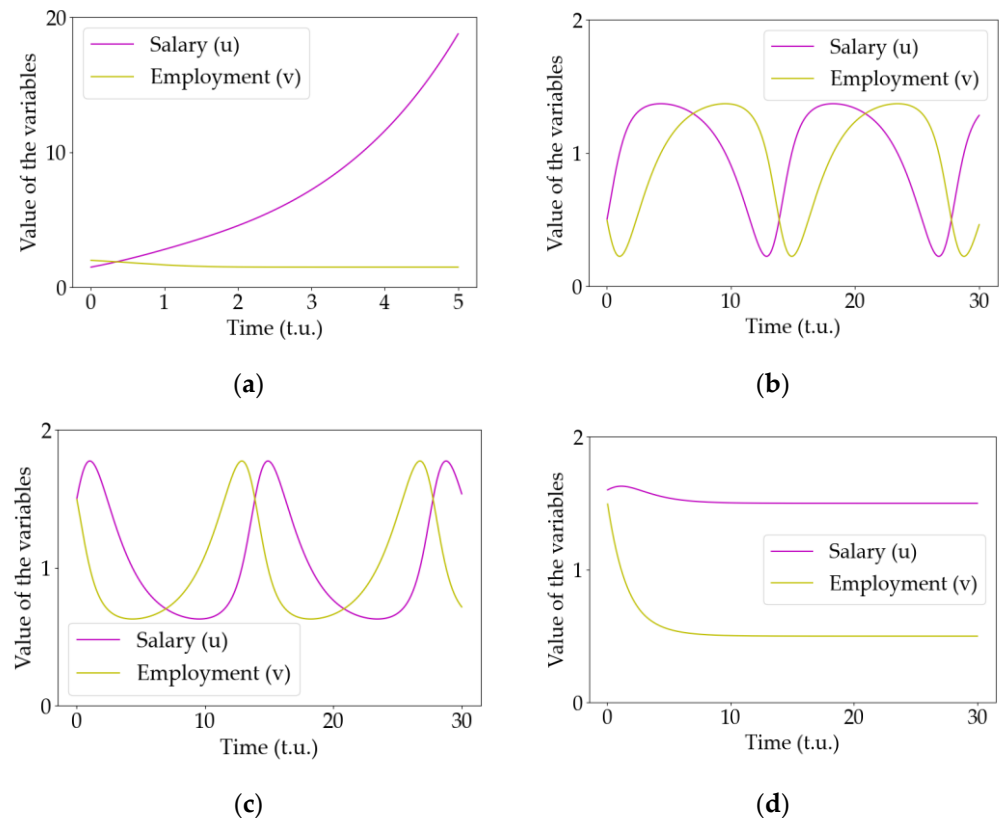 20
10
0
Value of the variables
Salary (u)
Employment (v)
0 1 2 3 4 5
Time (t.u.)
(a)
2
1
0
Value of the variables
Salary (u)
Employment (v)
0 10 20 30
Time (t.u.)
(b)
2
1
0
Value of the variables
Salary (u)
Employment (v)
0 10 20 30
Time (t.u.)
(c)
2
1
0
Value of the variables
Salary (u)
Employment (v)
0 10 20 30
Time (t.u.)
(d)